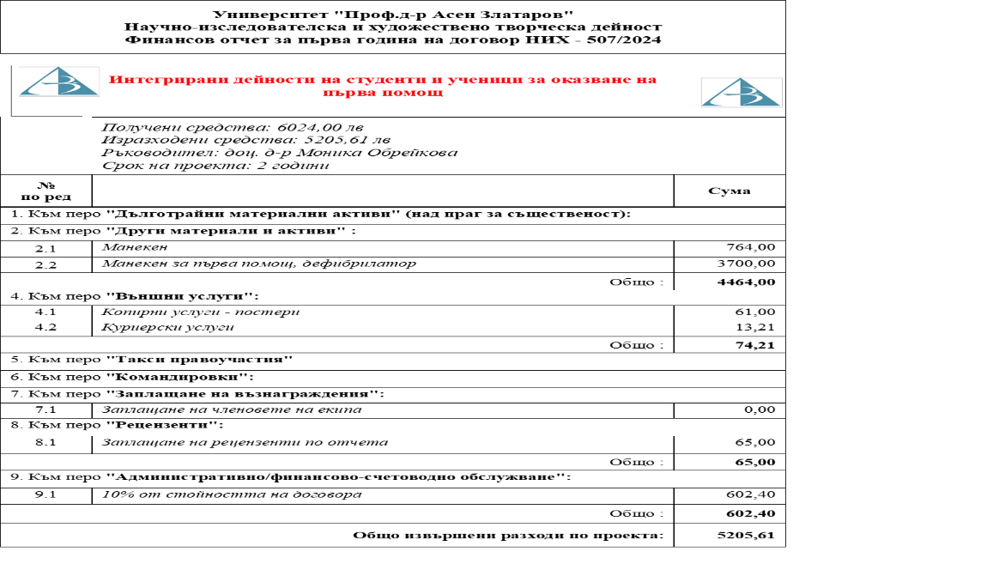 Университет "Проф.д-р Асен Златаров"
Научно-изследователска и художествено творческа дейност
Финансов отчет за първа година на договор НИХ - 507/2024
Интегрирани дейности на студенти и ученици за оказване на
първа помощ
Получени средства: 6024,00 лв
Изразходени средства: 5205,61 лв
Ръководител: доц. д-р Моника Обрейкова
Срок на проекта: 2 години
№
по ред
Сума
1. Към перо "Дълготрайни материални активи" (над праг за същественост):
2. Към перо "Други материали и активи" :
2.1 Манекен 764,00
2.2 Манекен за първа помощ, дефибрилатор 3700,00
Общо : 4464,00
4. Към перо "Външни услуги":
4.1 Копирни услуги - постери 61,00
4.2 Куриерски услуги 13,21
Общо : 74,21
5. Към перо "Такси правоучастия"
6. Към перо "Командировки":
7. Към перо "Заплащане на възнаграждения":
7.1 Заплащане на членовете на екипа 0,00
8. Към перо "Рецензенти":
8.1 Заплащане на рецензенти по отчета 65,00
Общо : 65,00
9. Към перо "Административно/финансово-счетоводно обслужване":
9.1 10% от стойността на договора 602,40
Общо : 602,40
Общо извършени разходи по проекта: 5205,61